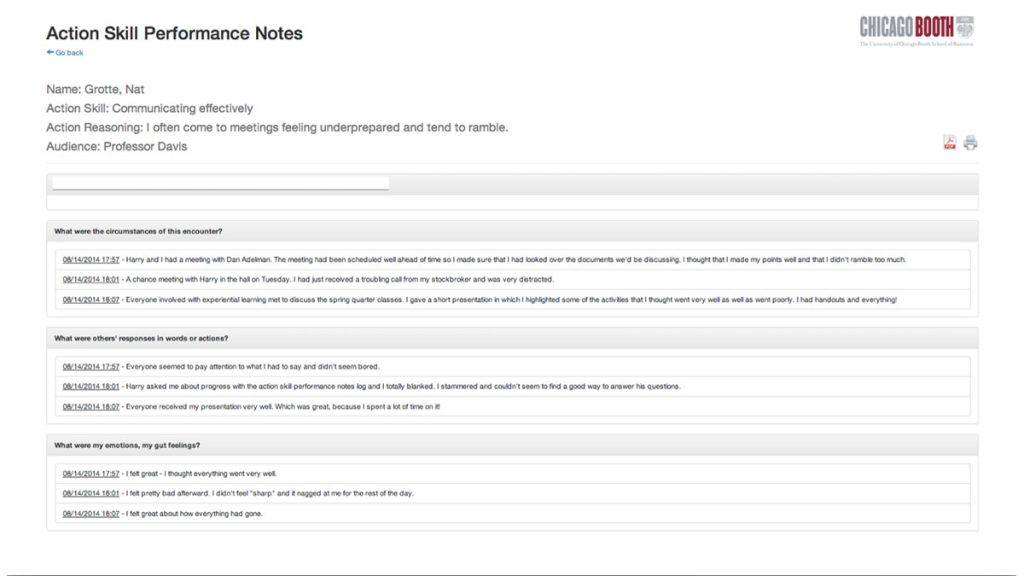 Action Skill Performance Notes
Go back
CHICAGO BOOTH
The University of Chicago Booth School of Business
Name: Grotte, Nat
Action Skill: Communicating effectively
Action Reasoning: I often come to meetings feeling underprepared and tend to ramble.
Audience: Professor Davis
PDF
What were the circumstances of this encounter?
08/14/2014 17:57 - Harry and I had a meeting with Dan Adelman. The meeting had been scheduled well ahead of time so I made sure that I had looked over the documents we'd be discussing. I thought that I made my points well and that I didn't ramble too much.
08/14/2014 18:01 - A chance meeting with Harry in the hall on Tuesday. I had just received a troubling call from my stockbroker and was very distracted.
08/14/2014 18:07 - Everyone involved with experiential learning met to discuss the spring quarter classes. I gave a short presentation in which I highlighted some of the activities that I thought went very well as well as went poorly. I had handouts and everything!
What were others' responses in words or actions?
08/14/2014 17:57 - Everyone seemed to pay attention to what I had to say and didn't seem bored.
08/14/2014 18:01 - Harry asked me about progress with the action skill performance notes log and I totally blanked. I stammered and couldn't seem to find a good way to answer his questions.
08/14/2014 18:07 - Everyone received my presentation very well. Which was great, because I spent a lot of time on it!
What were my emotions, my gut feelings?
08/14/2014 17:57 - I felt great - I thought everything went very well.
08/14/2014 18:01 - I felt pretty bad afterward. I didn't feel "sharp" and it nagged at me for the rest of the day.
08/14/2014 18:07 - I felt great about how everything had gone.